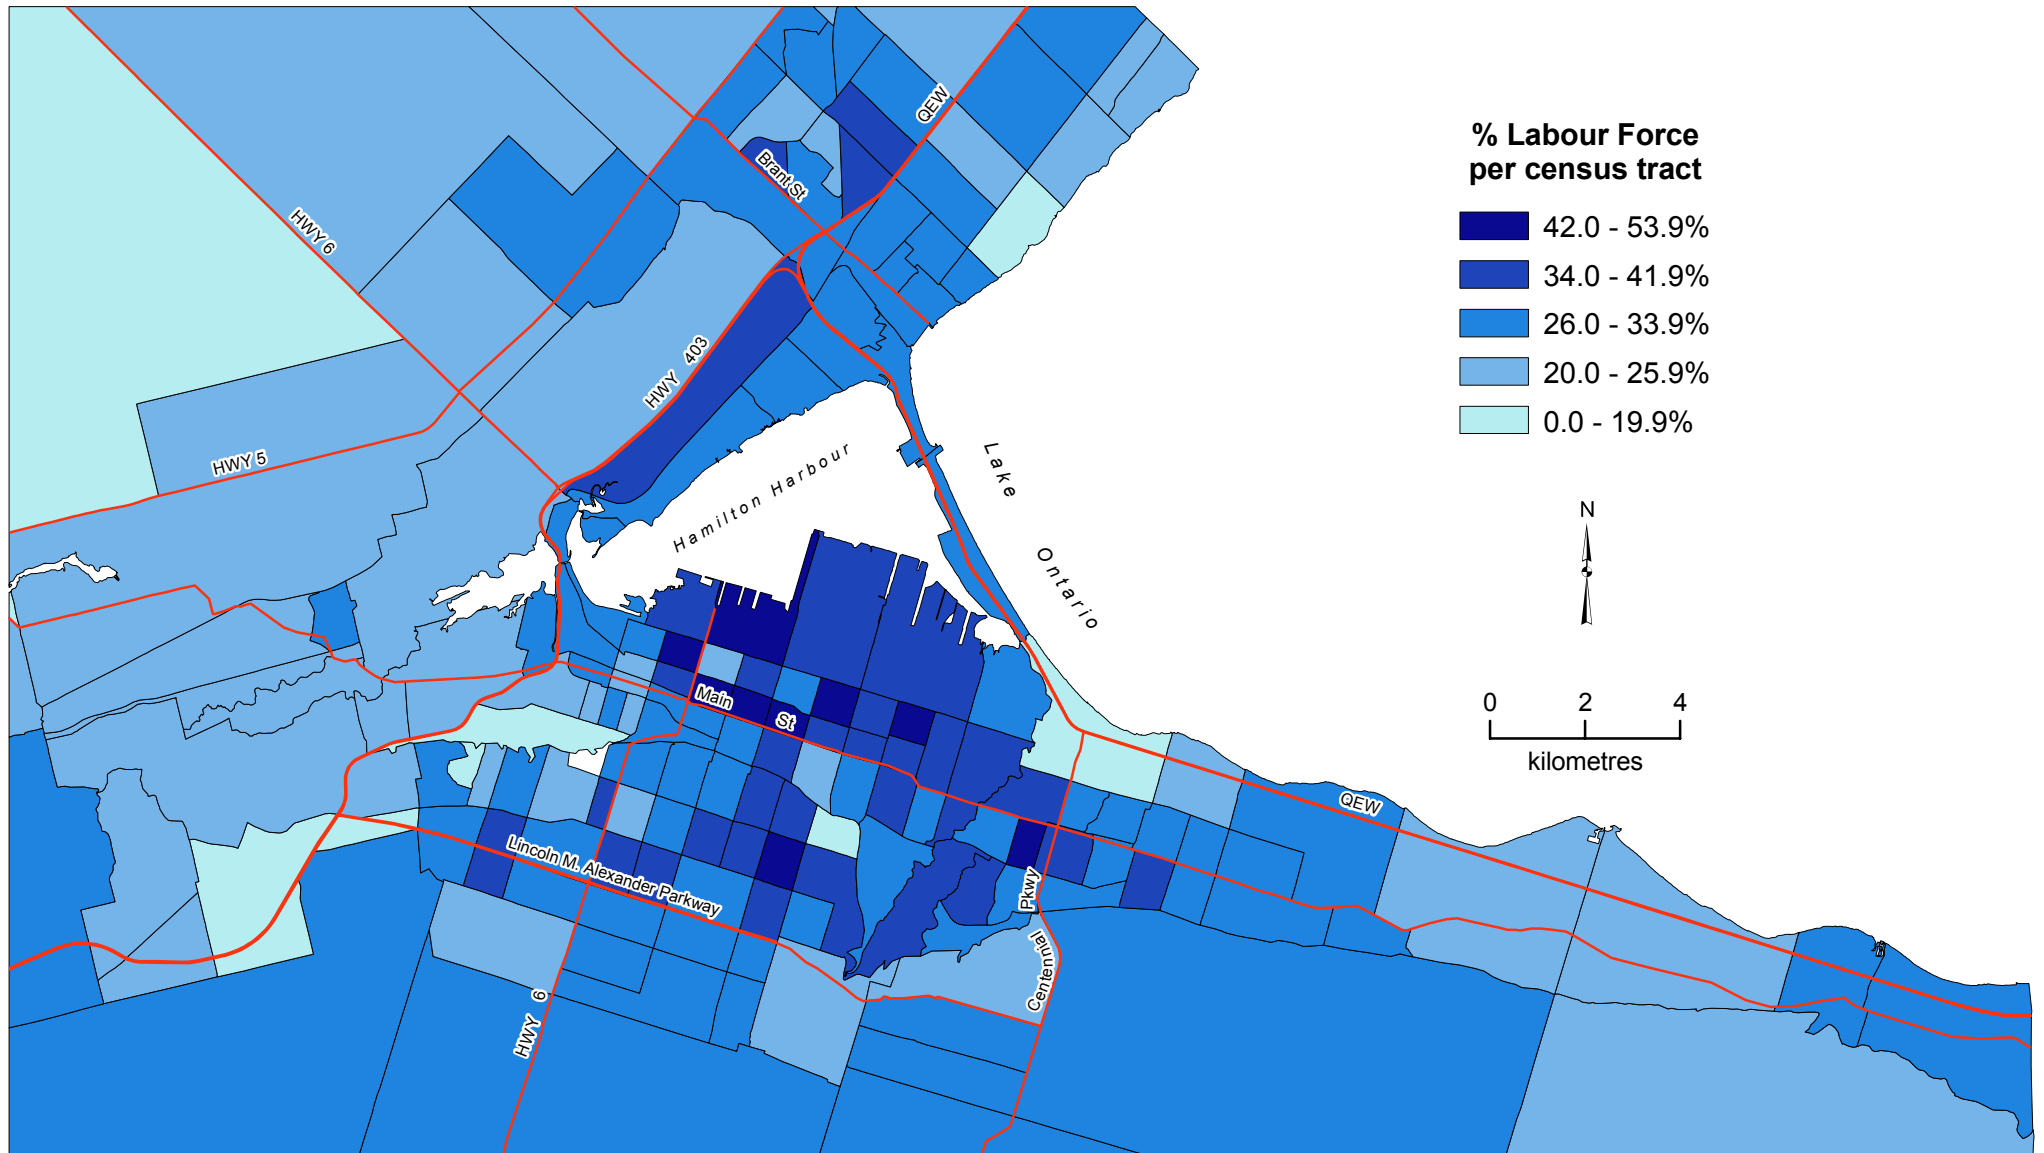 % Labour Force
per census tract
42.0 - 53.9%
34.0 - 41.9%
26.0 - 33.9%
20.0 - 25.9%
0.0 - 19.9%
N
0 2 4
kilometres
QEW
Brant St
HWY 6
HWY 403
HWY 5
Hamilton Harbour
Lake
Ontario
Main
St
QEW
Lincoln M. Alexander Parkway
Centennial Pkwy
HWY 6